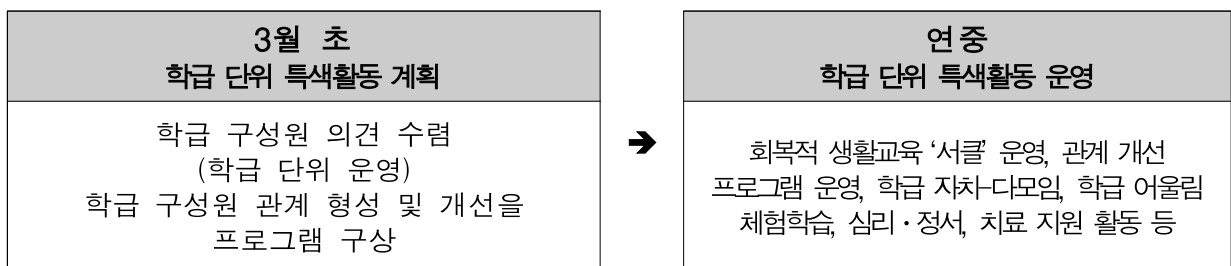 3월 초
학급 단위 특색활동 계획
학급 구성원 의견 수렴
(학급 단위 운영)
학급 구성원 관계 형성 및 개선을
프로그램 구상
➔
연중
학급 단위 특색활동 운영
회복적 생활교육 ‘서클’ 운영, 관계 개선
프로그램 운영, 학급 자치-다모임, 학급 어울림
체험학습, 심리·정서, 치료 지원 활동 등